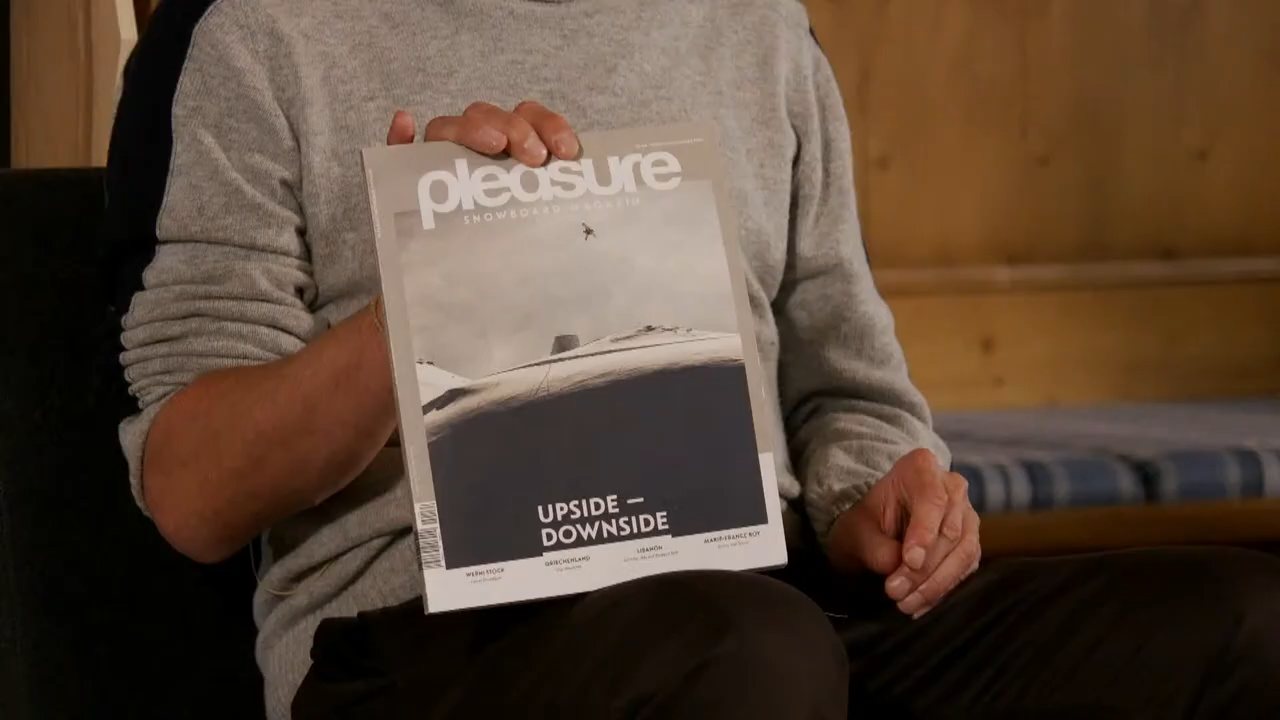 pleasure
SNOWBOARD MAGAZIN
UPSIDE —
DOWNSIDE
WERNI STOCK
GRIECHENLAND
LIBANON
MARIE-FRANCE ROY